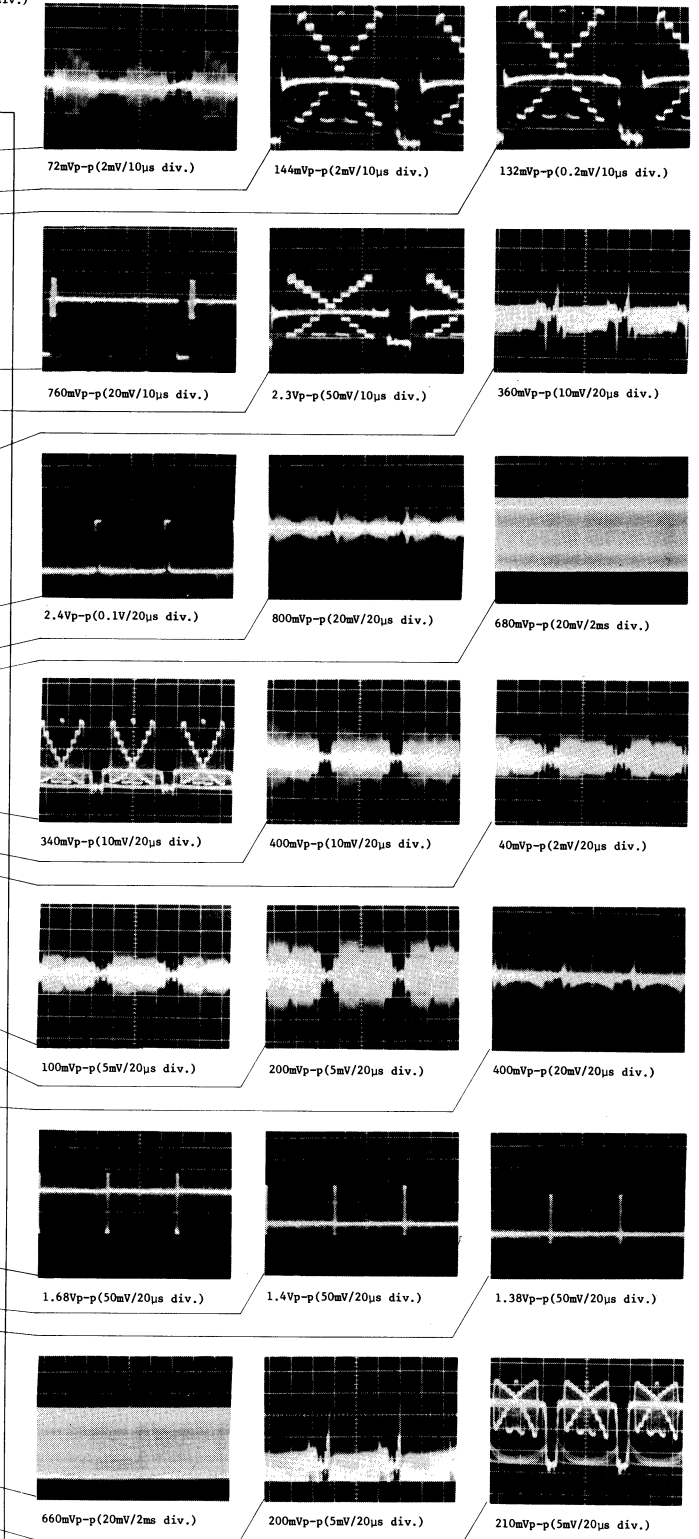 iv.)
72mVp-p(2mV/10µs div.)
144mVp-p(2mV/10µs div.)
132mVp-p(0.2mV/10µs div.)
760mVp-p(20mV/10µs div.)
2.3Vp-p(50mV/10µs div.)
360mVp-p(10mV/20µs div.)
2.4Vp-p(0.1V/20µs div.)
800mVp-p(20mV/20µs div.)
680mVp-p(20mV/2ms div.)
340mVp-p(10mV/20µs div.)
400mVp-p(10mV/20µs div.)
40mVp-p(2mV/20µs div.)
100mVp-p(5mV/20µs div.)
200mVp-p(5mV/20µs div.)
400mVp-p(20mV/20µs div.)
1.68Vp-p(50mV/20µs div.)
1.4Vp-p(50mV/20µs div.)
1.38Vp-p(50mV/20µs div.)
660mVp-p(20mV/2ms div.)
200mVp-p(5mV/20µs div.)
210mVp-p(5mV/20µs div.)